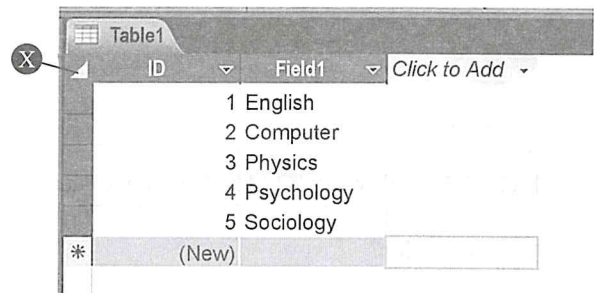 Table1
X
ID Field1 Click to Add
1 English
2 Computer
3 Physics
4 Psychology
5 Sociology
* (New)